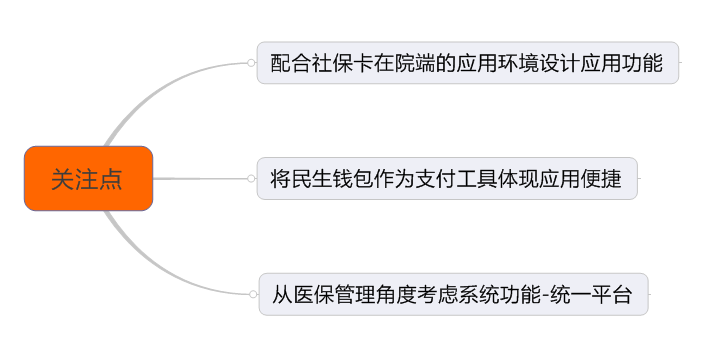 配合社保卡在院端的应用环境设计应用功能
关注点
将民生钱包作为支付工具体现应用便捷
从医保管理角度考虑系统功能-统一平台